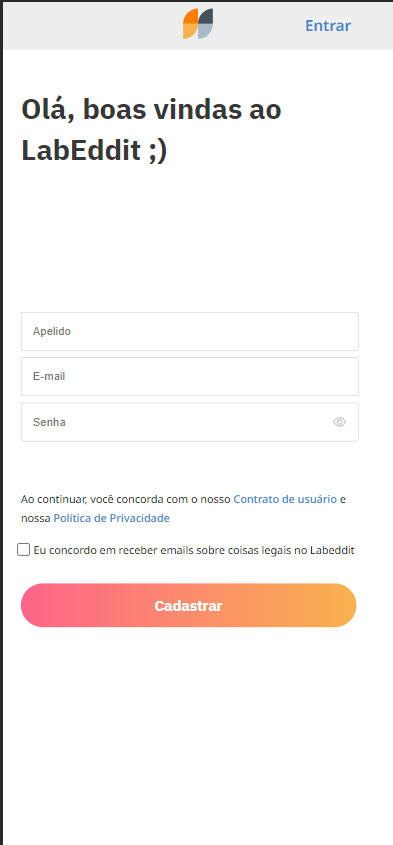 Entrar
Olá, boas vindas ao
LabEddit ;)
Apelido
E-mail
Senha
Ao continuar, você concorda com o nosso Contrato de usuário e
nossa Política de Privacidade
Eu concordo em receber emails sobre coisas legais no Labeddit
Cadastrar